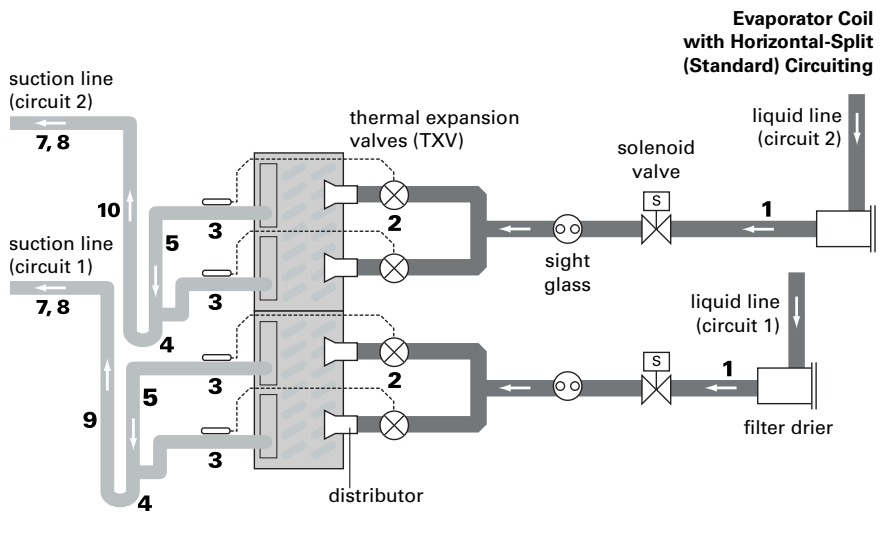 Evaporator Coil
with Horizontal-Split
(Standard) Circuiting
suction line
(circuit 2)
7, 8
thermal expansion
valves (TXV)
liquid line
(circuit 2)
solenoid
valve
S
1
10
5
3
2
sight
glass
suction line
(circuit 1)
7, 8
3
4
liquid line
(circuit 1)
S
1
2
3
5
9
3
4
filter drier
distributor